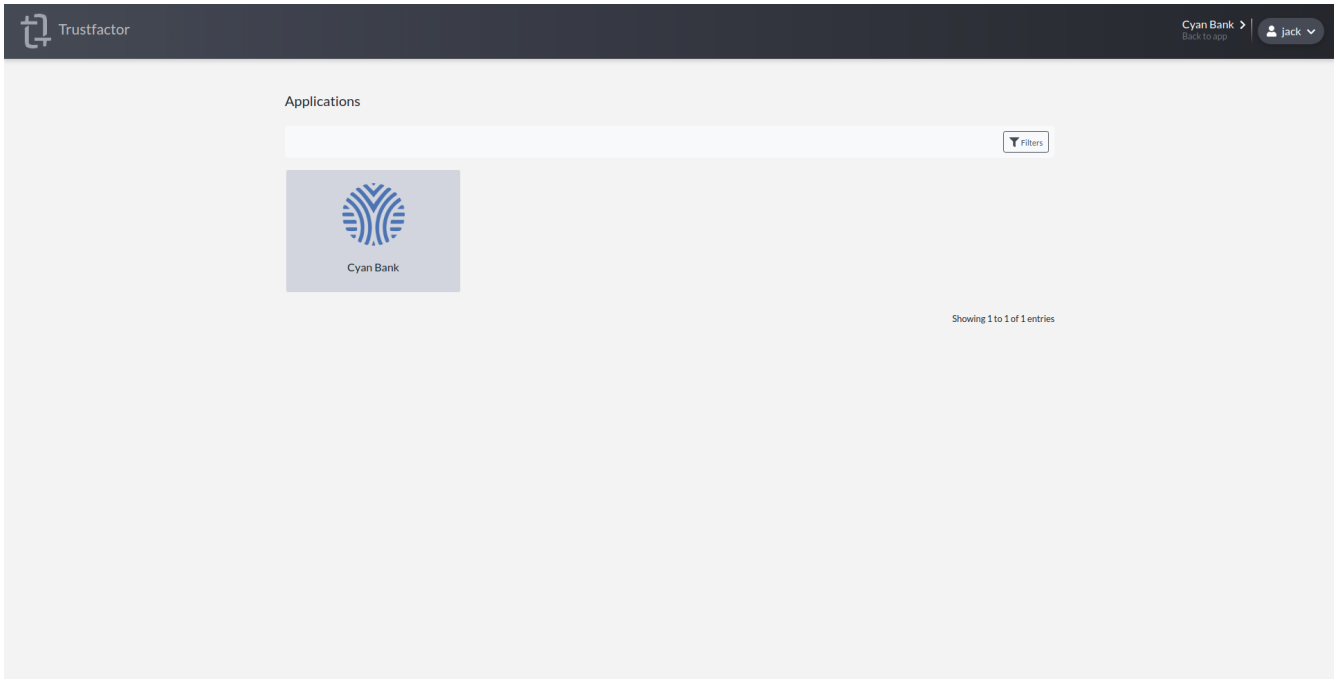 Trustfactor
Cyan Bank
Back to app
jack
Applications
Filters
Cyan Bank
Showing 1 to 1 of 1 entries